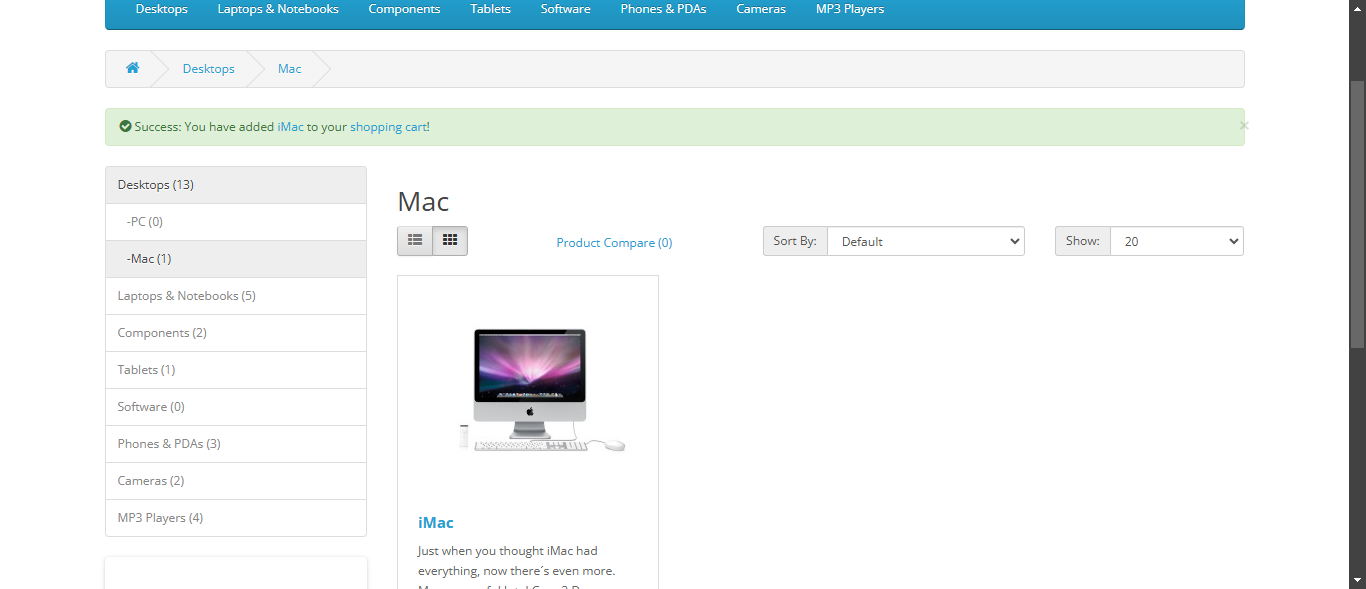 Desktops Laptops & Notebooks Components Tablets Software Phones & PDAs Cameras MP3 Players
Desktops Mac
Success: You have added iMac to your shopping cart!
×
Desktops (13)
-PC (0)
-Mac (1)
Laptops & Notebooks (5)
Components (2)
Tablets (1)
Software (0)
Phones & PDAs (3)
Cameras (2)
MP3 Players (4)
Mac
Product Compare (0)
Sort By: Default
Show: 20
iMac
Just when you thought iMac had
everything, now there´s even more.